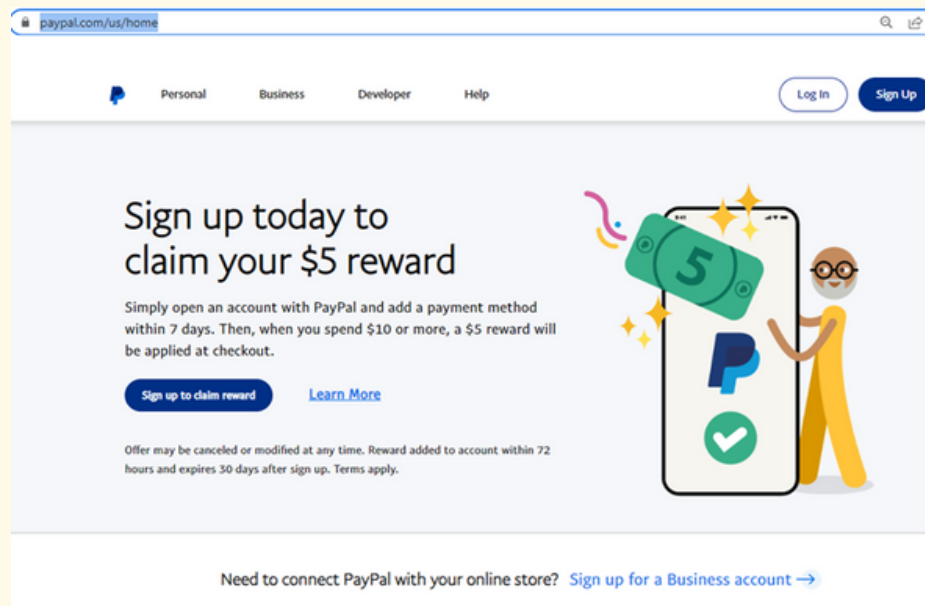 paypal.com/us/home
Personal Business Developer Help Log In Sign Up
Sign up today to
claim your $5 reward
Simply open an account with PayPal and add a payment method
within 7 days. Then, when you spend $10 or more, a $5 reward will
be applied at checkout.
Sign up to claim reward Learn More
Offer may be canceled or modified at any time. Reward added to account within 72
hours and expires 30 days after sign up. Terms apply.
5
Need to connect PayPal with your online store? Sign up for a Business account →